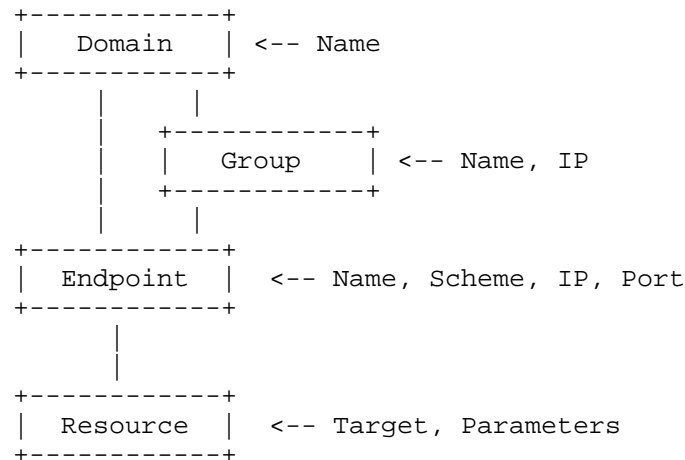 Domain <-- Name
Group <-- Name, IP
Endpoint <-- Name, Scheme, IP, Port
Resource <-- Target, Parameters